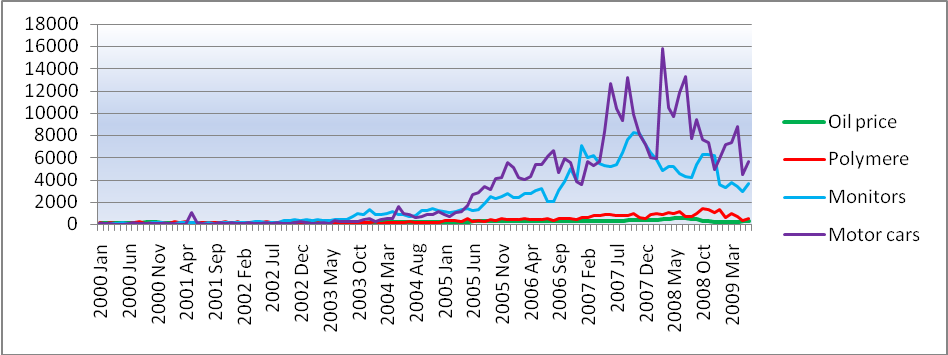 18000
16000
14000
12000
10000
8000
6000
4000
2000
0
2000 Jan
2000 Jun
2000 Nov
2001 Apr
2001 Sep
2002 Feb
2002 Jul
2002 Dec
2003 May
2003 Oct
2004 Mar
2004 Aug
2005 Jan
2005 Jun
2005 Nov
2006 Apr
2006 Sep
2007 Feb
2007 Jul
2007 Dec
2008 May
2008 Oct
2009 Mar
Oil price
Polymere
Monitors
Motor cars